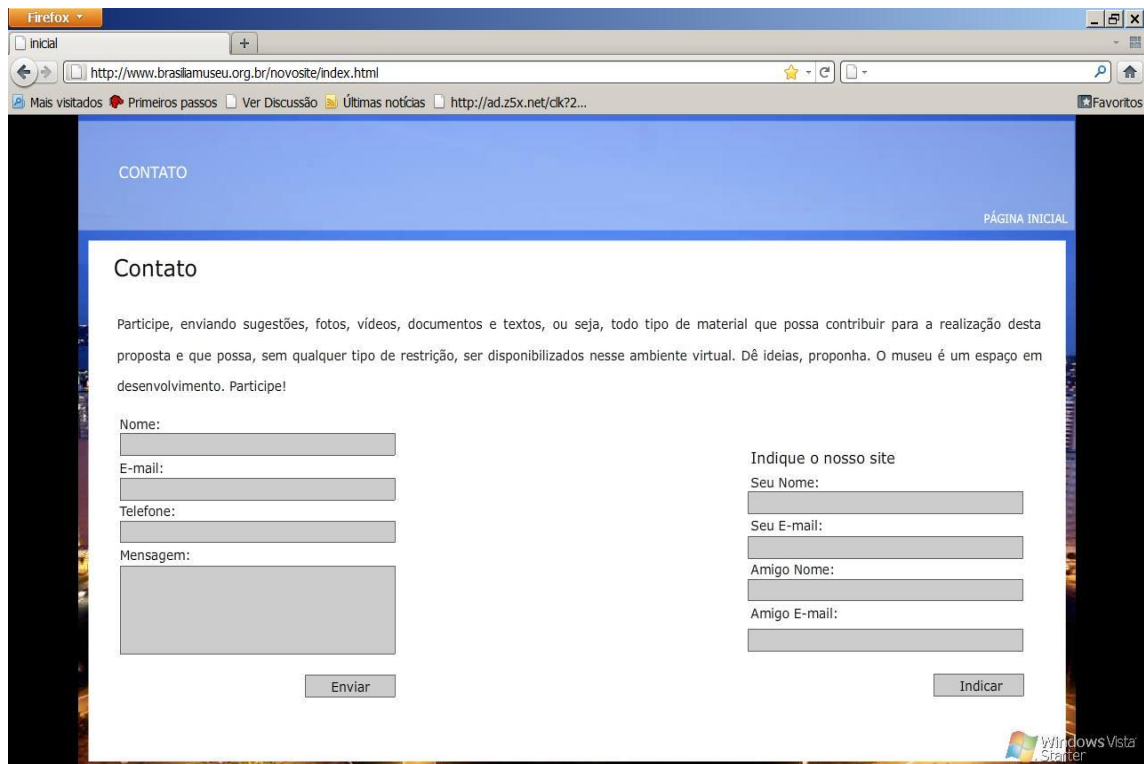 Firefox
inicial
http://www.brasiliamuseu.org.br/novosite/index.html
Mais visitados Primeiros passos Ver Discussão Últimas notícias http://ad.z5x.net/clk?2... Favoritos
CONTATO
PÁGINA INICIAL
Contato
Participe, enviando sugestões, fotos, vídeos, documentos e textos, ou seja, todo tipo de material que possa contribuir para a realização desta
proposta e que possa, sem qualquer tipo de restrição, ser disponibilizados nesse ambiente virtual. Dê ideias, proponha. O museu é um espaço em
desenvolvimento. Participe!
Nome:
E-mail:
Telefone:
Mensagem:
Enviar
Indique o nosso site
Seu Nome:
Seu E-mail:
Amigo Nome:
Amigo E-mail:
Indicar
Windows Vista
Starter